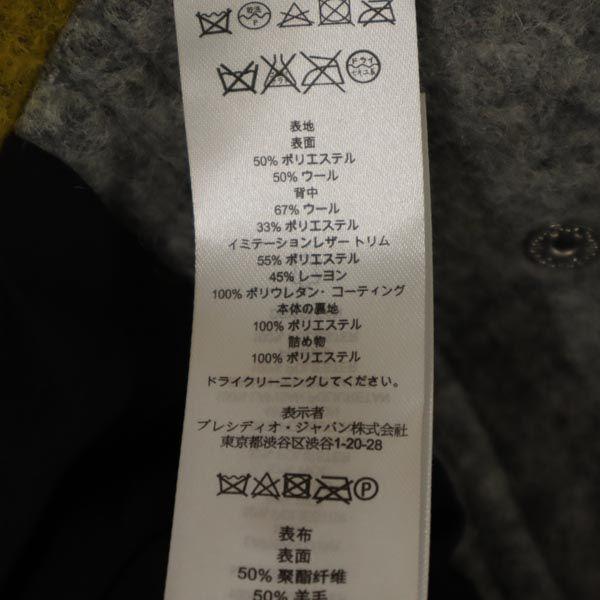 ドライ
表地
表面
50% ポリエステル
50% ウール
背中
67% ウール
33% ポリエステル
イミテーションレザー トリム
55% ポリエステル
45% レーヨン
100% ポリウレタン・コーティング
本体の裏地
100% ポリエステル
詰め物
100% ポリエステル
ドライクリーニングしてください。
表示者
プレシディオ・ジャパン株式会社
東京都渋谷区渋谷1-20-28
P
表布
表面
50% 聚酯纤维
50% 羊毛